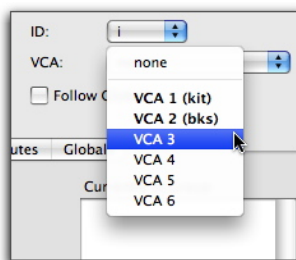 ID: i
VCA:
none
Follow
VCA 1 (kit)
VCA 2 (bks)
utes Global
VCA 3
VCA 4
VCA 5
VCA 6